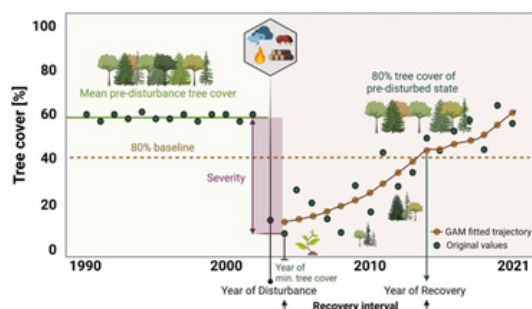 100
80
60
40
20
0
Tree cover [%]
Mean pre-disturbance tree cover
80% baseline
Severity
80% tree cover of
pre-disturbed state
GAM fitted trajectory
Original values
Year of
min. tree cover
1990
2000
2010
2021
Year of Disturbance
Year of Recovery
Recovery interval